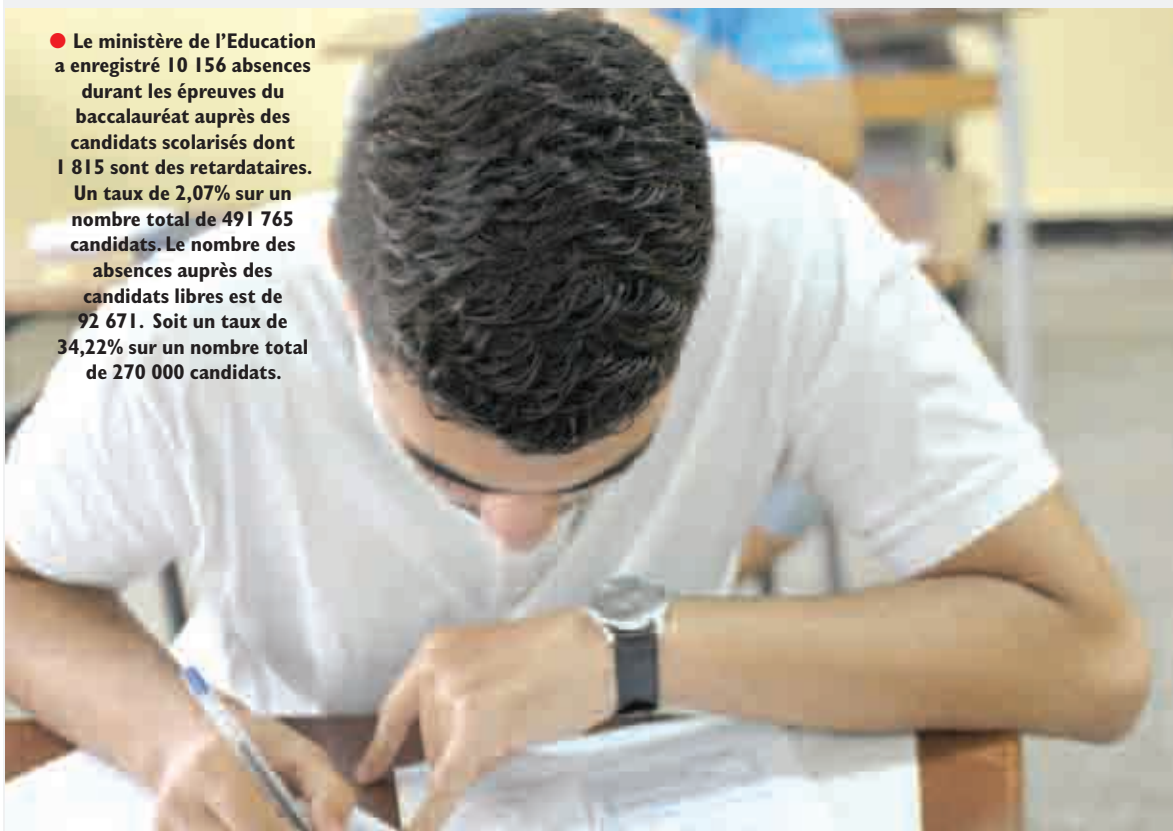 ● Le ministère de l'Education
a enregistré 10 156 absences
durant les épreuves du
baccalauréat auprès des
candidats scolarisés dont
1 815 sont des retardataires.
Un taux de 2,07% sur un
nombre total de 491 765
candidats. Le nombre des
absences auprès des
candidats libres est de
92 671. Soit un taux de
34,22% sur un nombre total
de 270 000 candidats.